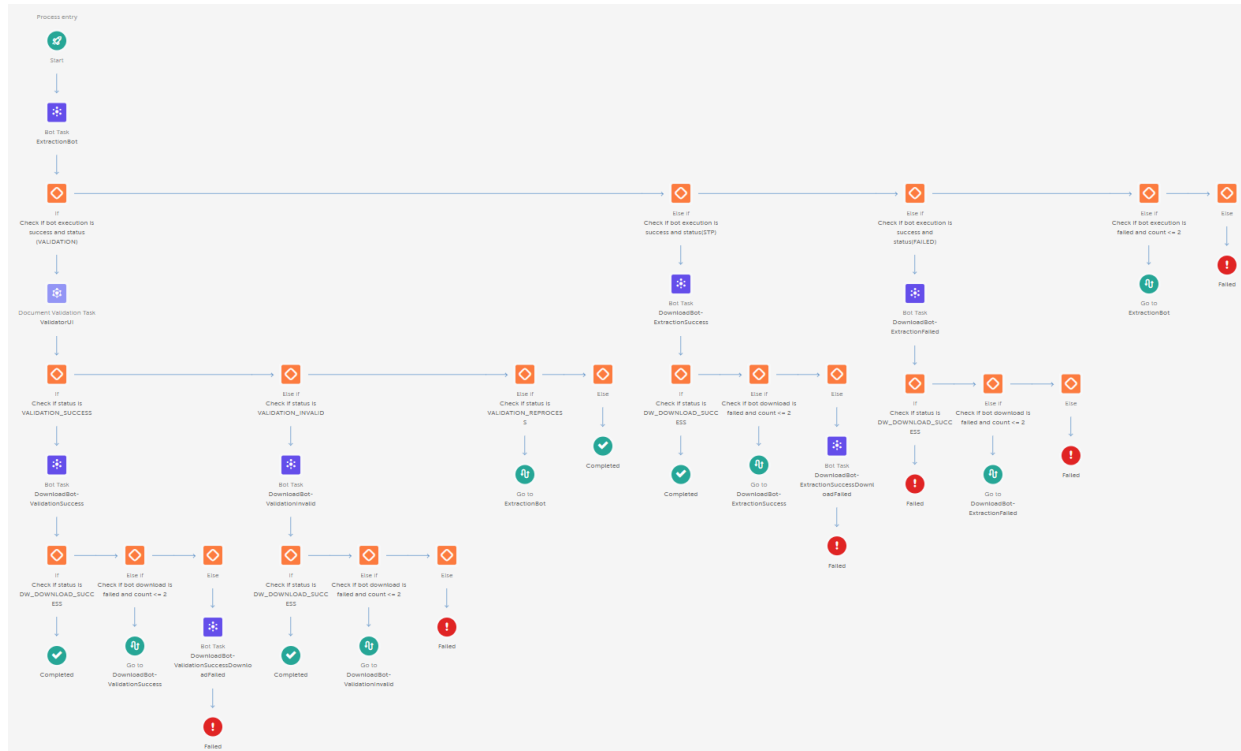 Process entry
Start
Bot Task
ExtractionBot
If
Check if bot execution is
success and status
(VALIDATION)
Else if
Check if bot execution is
success and status(STP)
Else if
Check if bot execution is
success and
status(FAILED)
Else if
Check if bot execution is
failed and count <= 2
Else
Failed
Document Validation Task
ValidatorUI
Bot Task
DownloadBot-
ExtractionSuccess
Bot Task
DownloadBot-
ExtractionFailed
Go to
ExtractionBot
If
Check if status is
VALIDATION_SUCCESS
Else if
Check if status is
VALIDATION_INVALID
Else if
Check if status is
VALIDATION_REPROCES
S
Else
Completed
If
Check if status is
DW_DOWNLOAD_SUCC
ESS
Else if
Check if bot download is
failed and count <= 2
Else
If
Check if status is
DW_DOWNLOAD_SUCC
ESS
Else if
Check if bot download is
failed and count <= 2
Else
Failed
Bot Task
DownloadBot-
ValidationSuccess
Bot Task
DownloadBot-
ValidationInvalid
Go to
ExtractionBot
Completed
Go to
DownloadBot-
ExtractionSuccess
Bot Task
DownloadBot-
ExtractionSuccessDownl
oadFailed
Failed
Failed
Go to
DownloadBot-
ExtractionFailed
If
Check if status is
DW_DOWNLOAD_SUCC
ESS
Else if
Check if bot download is
failed and count <= 2
Else
If
Check if status is
DW_DOWNLOAD_SUCC
ESS
Else if
Check if bot download is
failed and count <= 2
Else
Failed
Completed
Go to
DownloadBot-
ValidationSuccess
Bot Task
DownloadBot-
ValidationSuccessDownlo
adFailed
Failed
Completed
Go to
DownloadBot-
ValidationInvalid